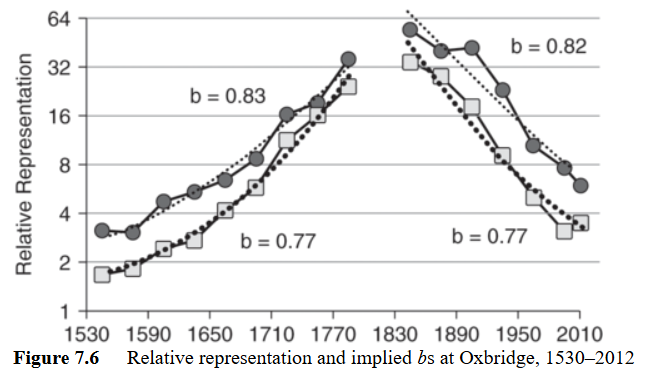 64
32
16
8
4
2
1
Relative Representation
b = 0.83
b = 0.82
b = 0.77
b = 0.77
1530 1590 1650 1710 1770 1830 1890 1950 2010
Figure 7.6 Relative representation and implied bs at Oxbridge, 1530–2012